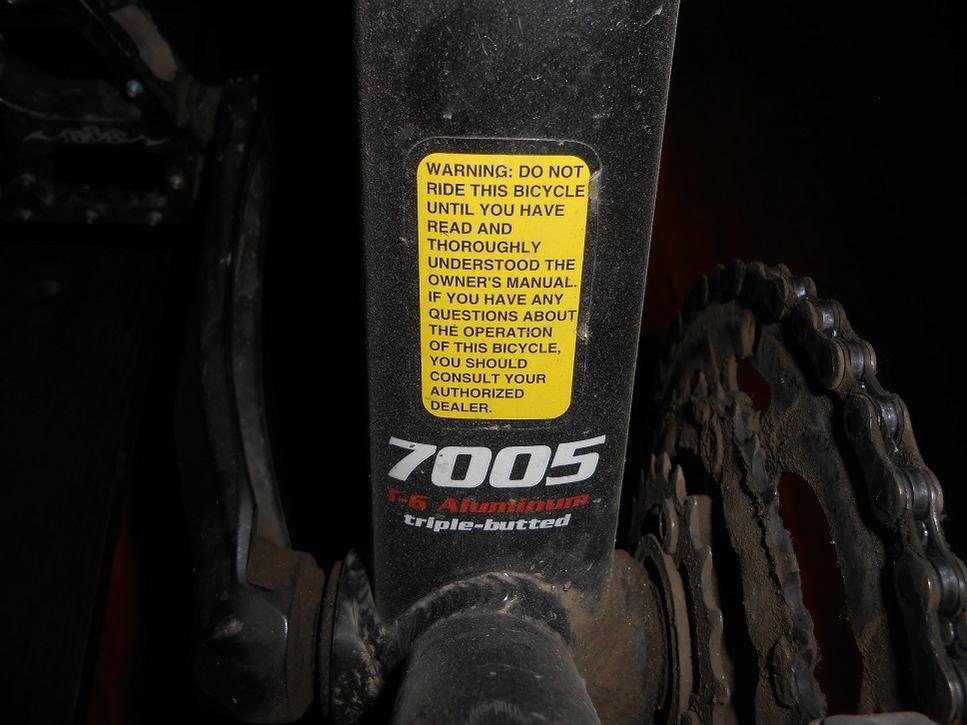 WARNING: DO NOT
RIDE THIS BICYCLE
UNTIL YOU HAVE
READ AND
THOROUGHLY
UNDERSTOOD THE
OWNER'S MANUAL.
IF YOU HAVE ANY
QUESTIONS ABOUT
THE OPERATION
OF THIS BICYCLE,
YOU SHOULD
CONSULT YOUR
AUTHORIZED
DEALER.
7005
T-6 Aluminum
triple-butted